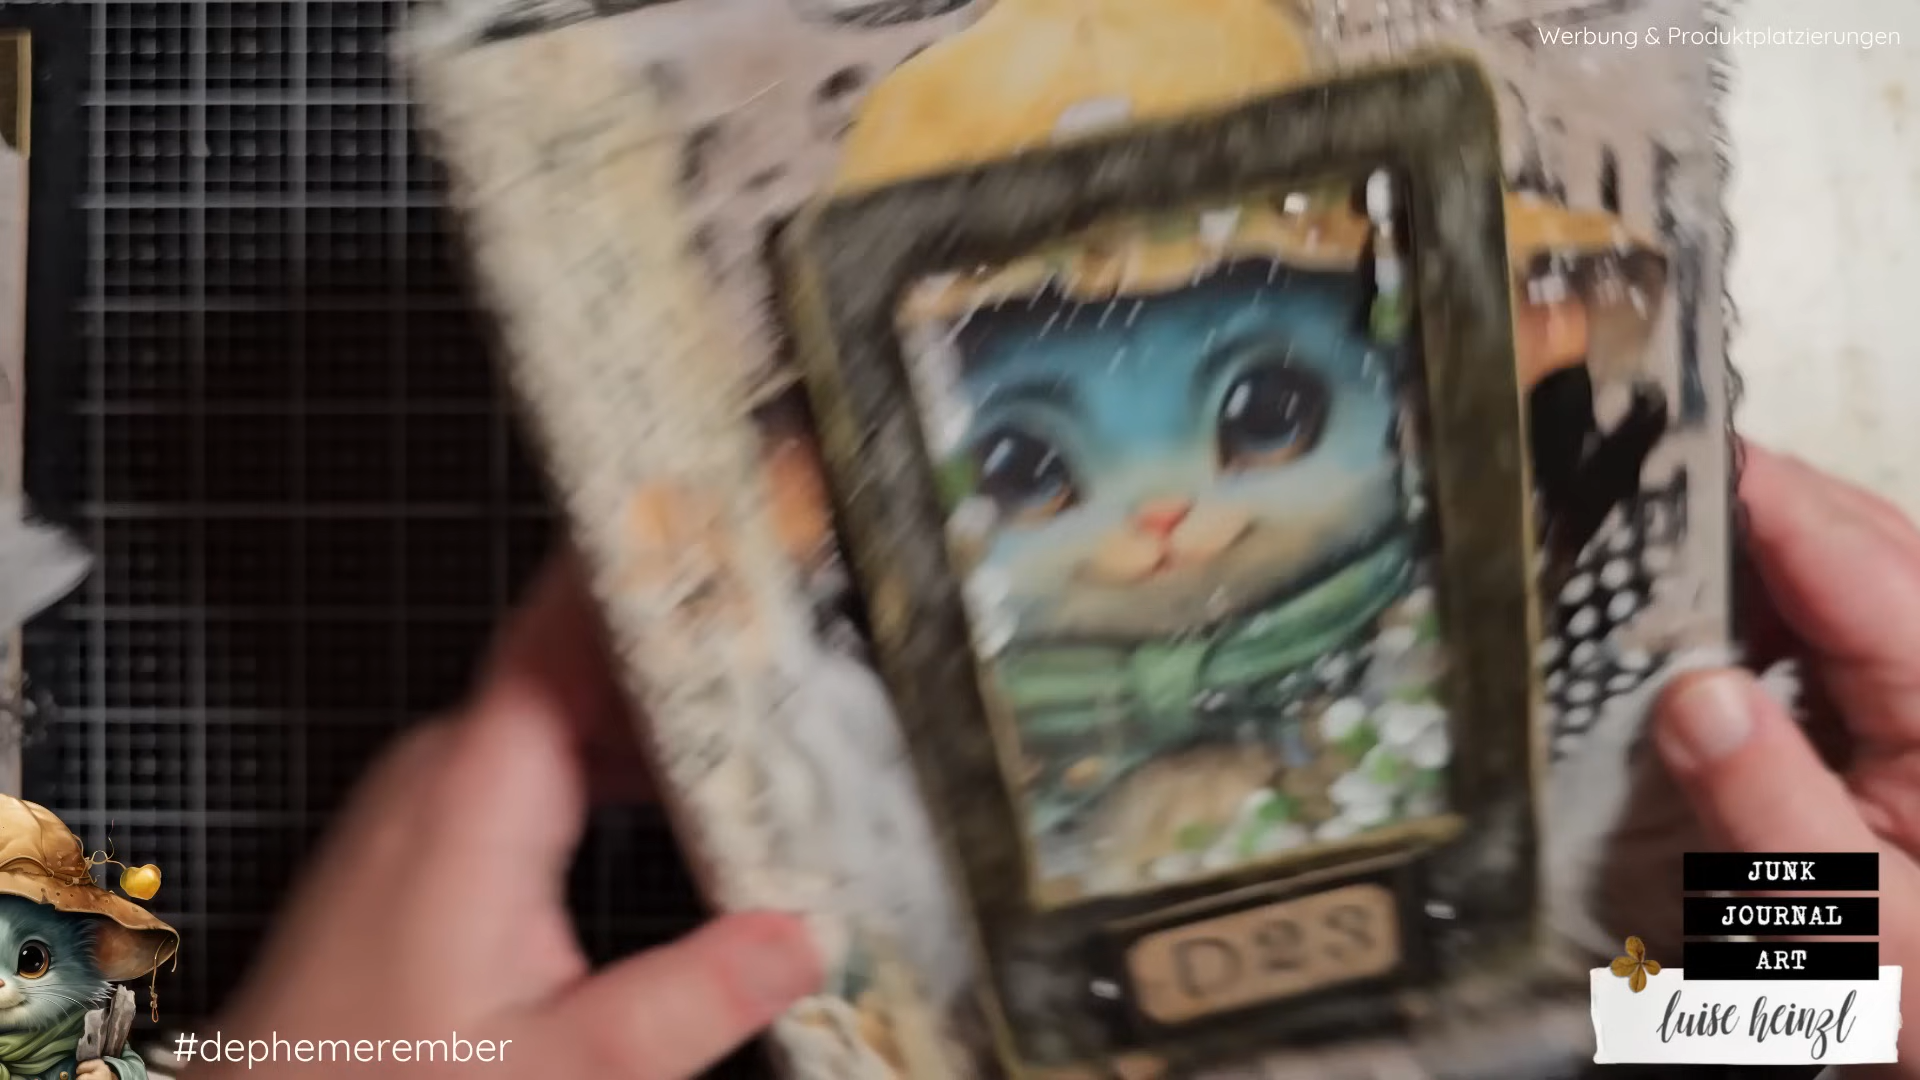 Werbung & Produktplatzierungen
D23
JUNK
JOURNAL
ART
luise heinzl
#dephemerember